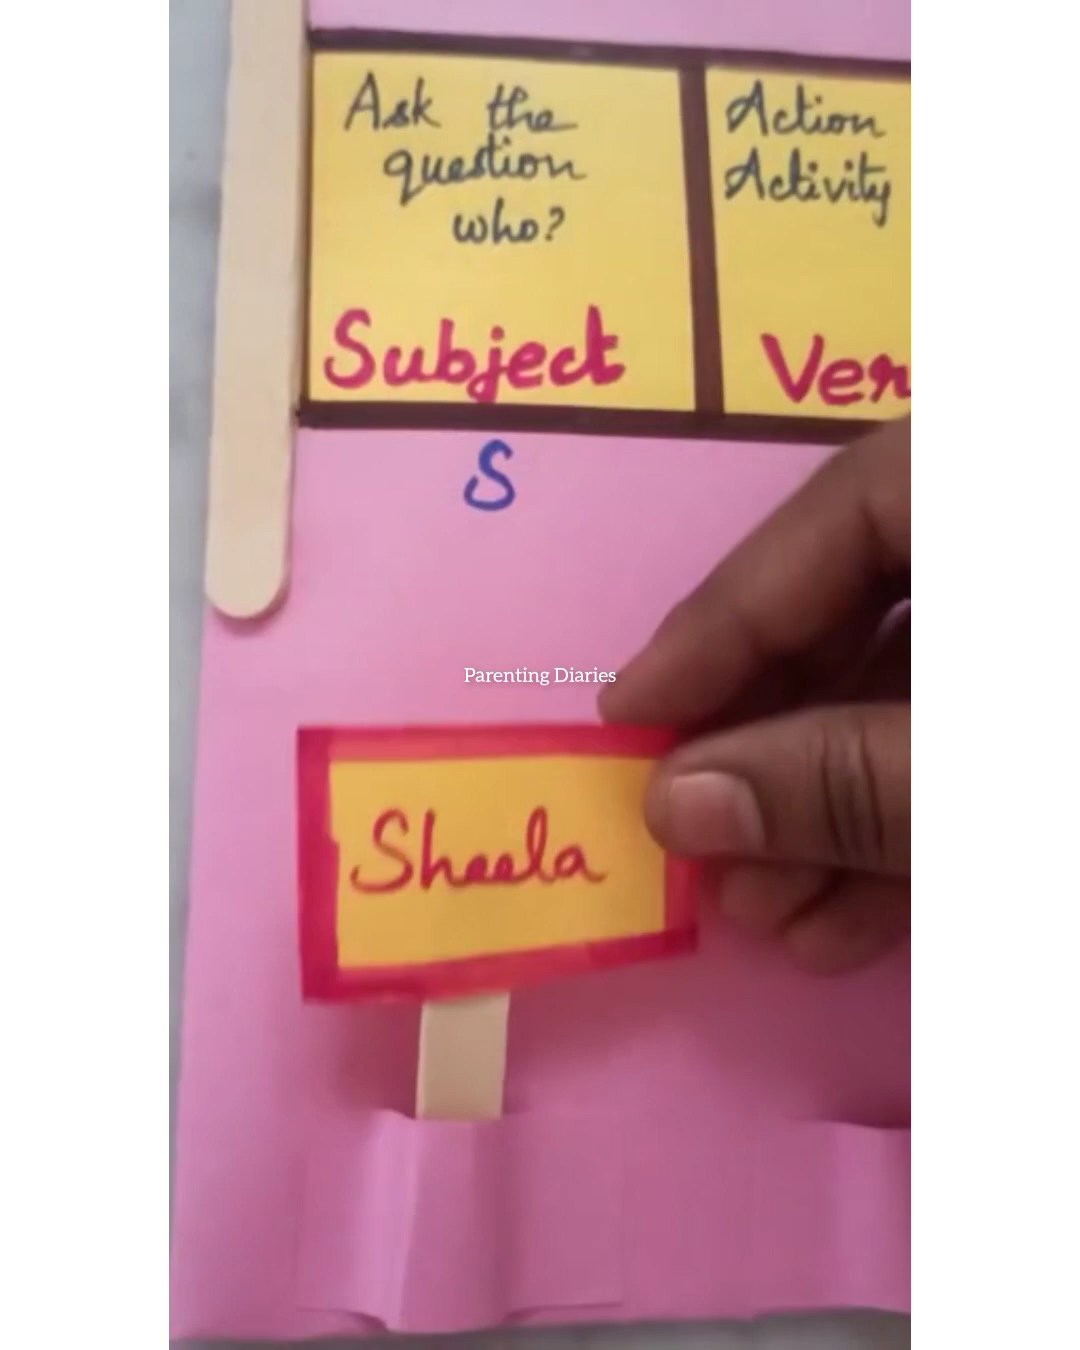 Ask the
question
who?
Subject
Action
Activity
Ver
S
Parenting Diaries
Sheela